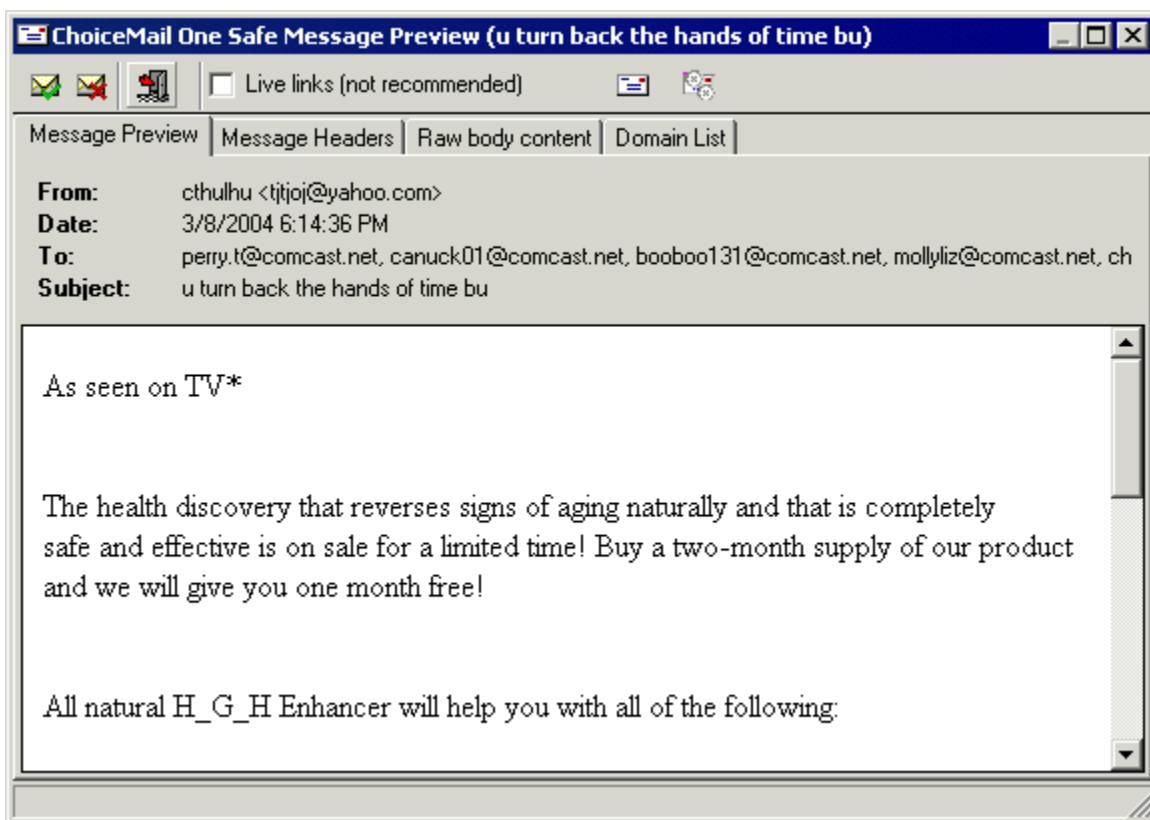 ChoiceMail One Safe Message Preview (u turn back the hands of time bu)
Live links (not recommended)
Message Preview Message Headers Raw body content Domain List
From: cthulhu <tjtjoj@yahoo.com>
Date: 3/8/2004 6:14:36 PM
To: perry.t@comcast.net, canuck01@comcast.net, booboo131@comcast.net, mollyliz@comcast.net, ch
Subject: u turn back the hands of time bu
As seen on TV*
The health discovery that reverses signs of aging naturally and that is completely
safe and effective is on sale for a limited time! Buy a two-month supply of our product
and we will give you one month free!
All natural H_G_H Enhancer will help you with all of the following: